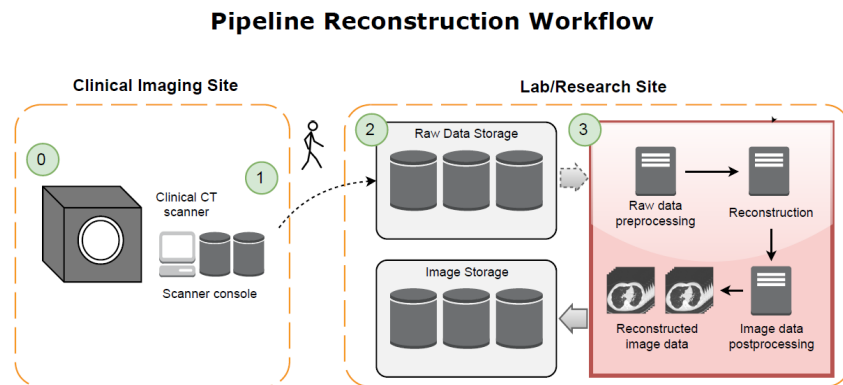 Pipeline Reconstruction Workflow
Clinical Imaging Site
Lab/Research Site
0
1
2
3
Clinical CT
scanner
Scanner console
Raw Data Storage
Raw data
preprocessing
Reconstruction
Image Storage
Reconstructed
image data
Image data
postprocessing